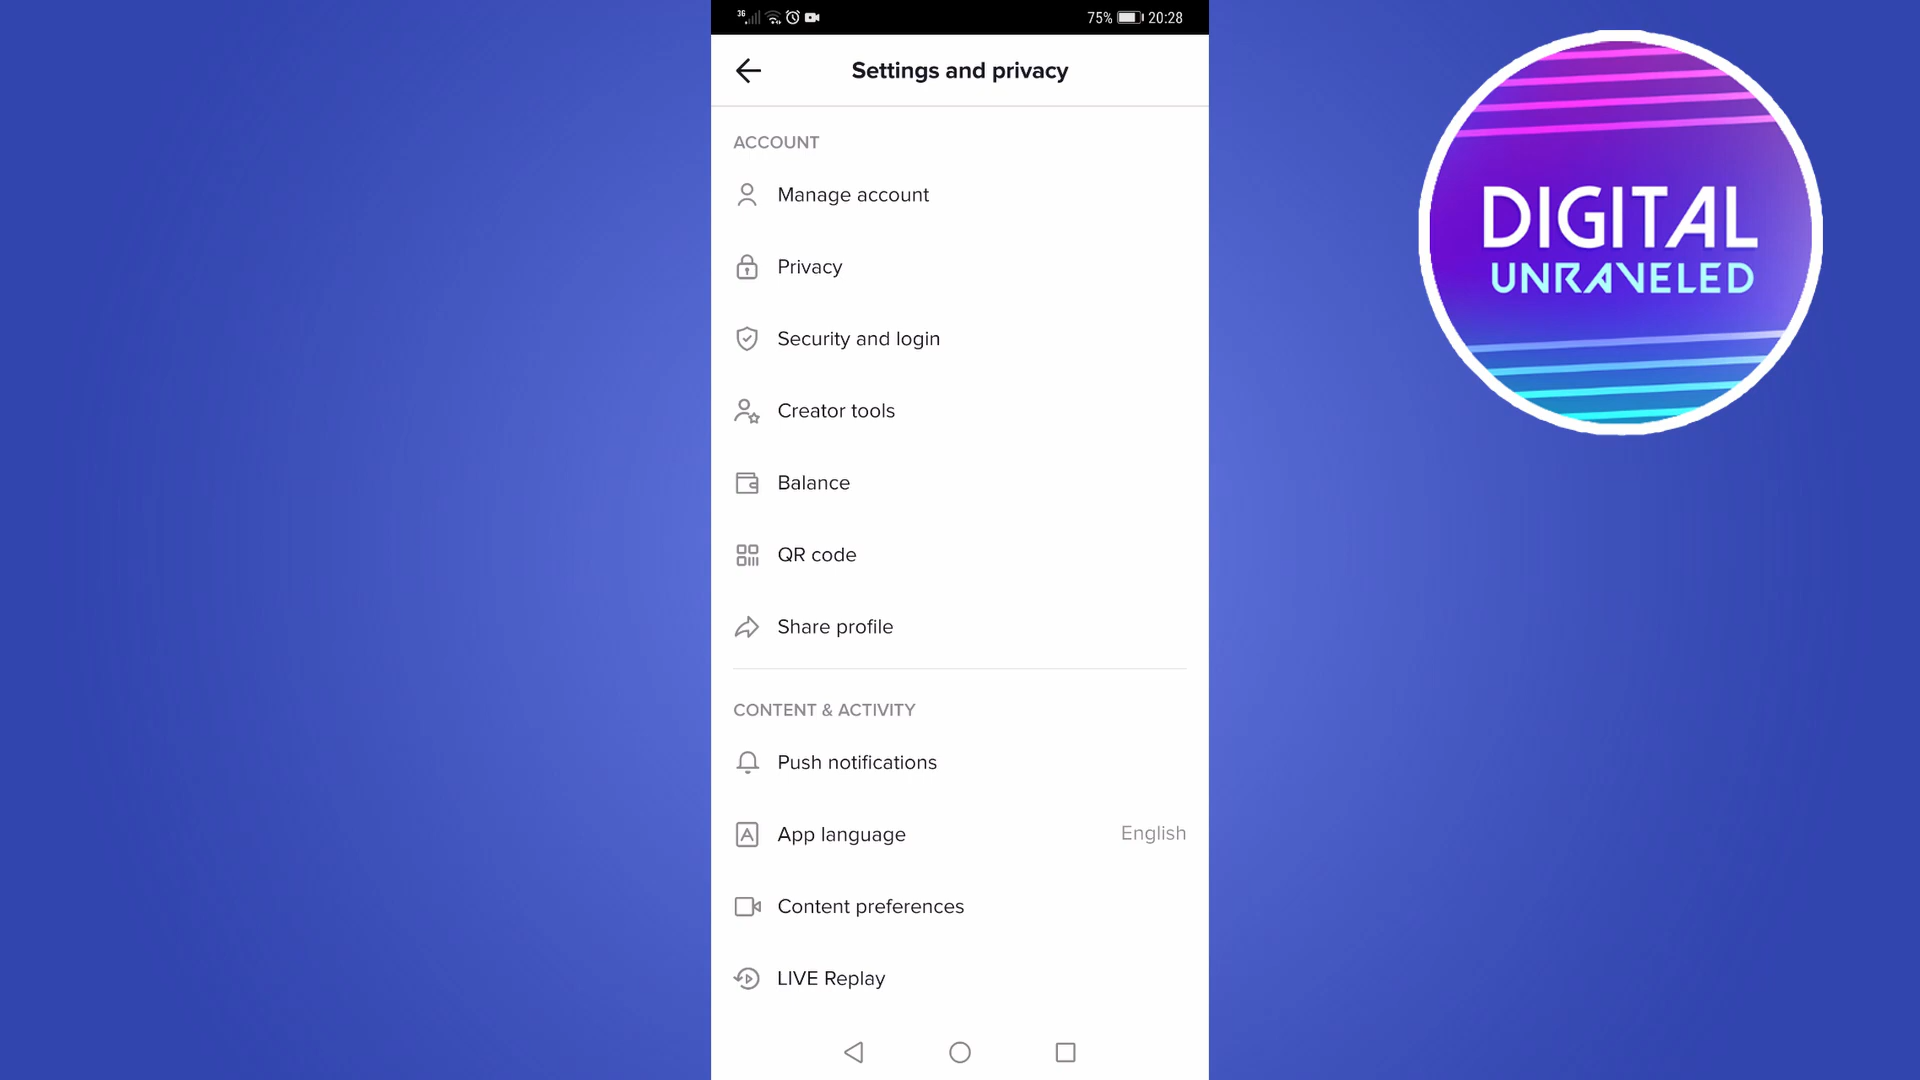 3G
75% 20:28
Settings and privacy
ACCOUNT
Manage account
Privacy
Security and login
Creator tools
Balance
QR code
Share profile
CONTENT & ACTIVITY
Push notifications
App language English
Content preferences
LIVE Replay
DIGITAL
UNRAVELED